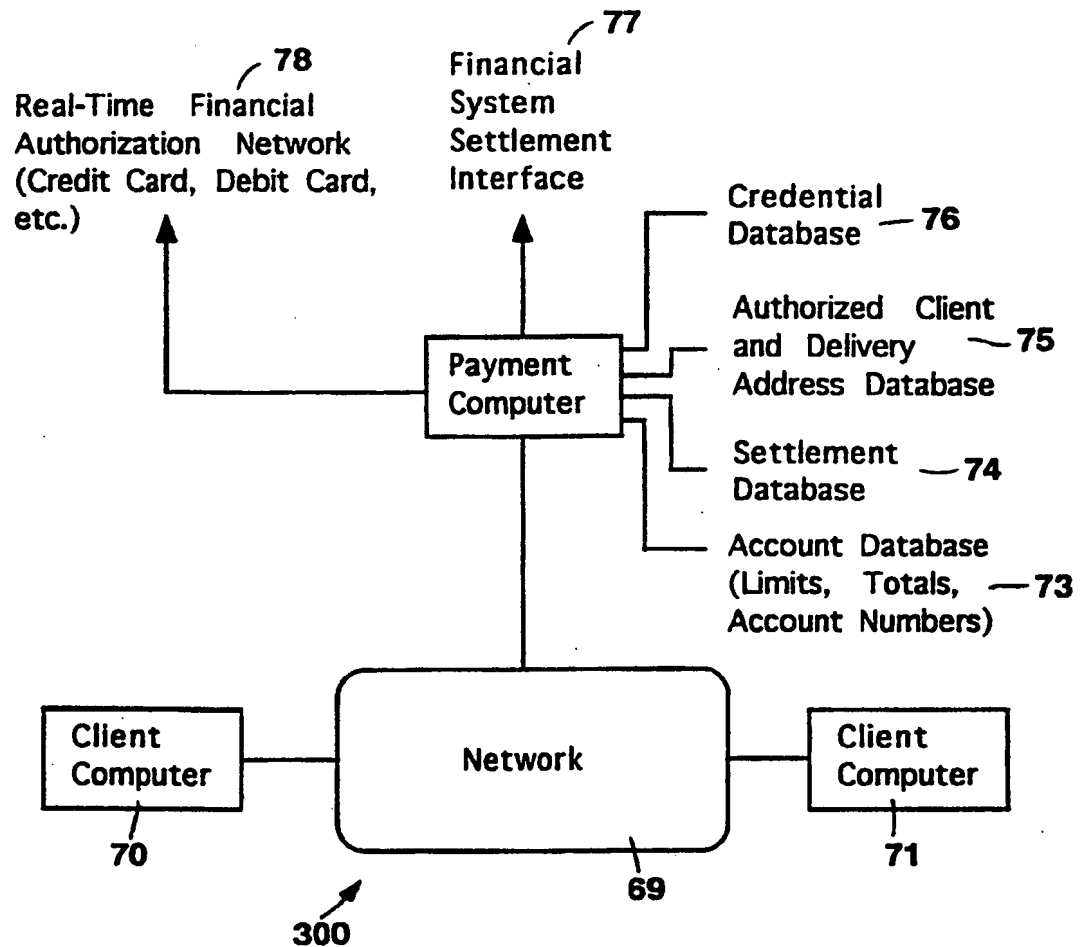 77
78
Financial
System
Settlement
Interface
Real-Time Financial
Authorization Network
(Credit Card, Debit Card,
etc.)
Credential
Database
76
Authorized Client
and Delivery
Address Database
75
Payment
Computer
Settlement
Database
74
Account Database
(Limits, Totals,
Account Numbers)
73
Client
Computer
Network
Client
Computer
70
69
71
300